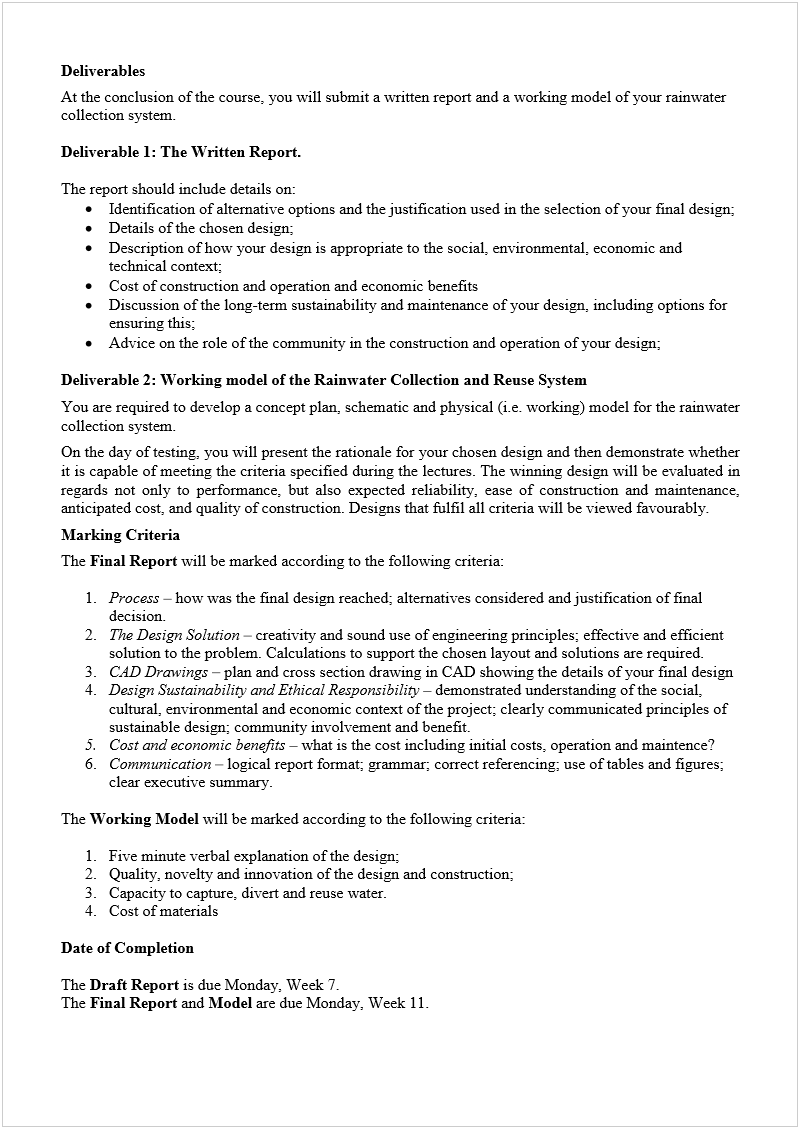 Deliverables
At the conclusion of the course, you will submit a written report and a working model of your rainwater
collection system.
Deliverable 1: The Written Report.
The report should include details on:
• Identification of alternative options and the justification used in the selection of your final design;
• Details of the chosen design;
• Description of how your design is appropriate to the social, environmental, economic and
technical context;
• Cost of construction and operation and economic benefits
• Discussion of the long-term sustainability and maintenance of your design, including options for
ensuring this;
• Advice on the role of the community in the construction and operation of your design;
Deliverable 2: Working model of the Rainwater Collection and Reuse System
You are required to develop a concept plan, schematic and physical (i.e. working) model for the rainwater
collection system.
On the day of testing, you will present the rationale for your chosen design and then demonstrate whether
it is capable of meeting the criteria specified during the lectures. The winning design will be evaluated in
regards not only to performance, but also expected reliability, ease of construction and maintenance,
anticipated cost, and quality of construction. Designs that fulfil all criteria will be viewed favourably.
Marking Criteria
The Final Report will be marked according to the following criteria:
1. Process – how was the final design reached; alternatives considered and justification of final
decision.
2. The Design Solution – creativity and sound use of engineering principles; effective and efficient
solution to the problem. Calculations to support the chosen layout and solutions are required.
3. CAD Drawings – plan and cross section drawing in CAD showing the details of your final design
4. Design Sustainability and Ethical Responsibility – demonstrated understanding of the social,
cultural, environmental and economic context of the project; clearly communicated principles of
sustainable design; community involvement and benefit.
5. Cost and economic benefits – what is the cost including initial costs, operation and maintence?
6. Communication – logical report format; grammar; correct referencing; use of tables and figures;
clear executive summary.
The Working Model will be marked according to the following criteria:
1. Five minute verbal explanation of the design;
2. Quality, novelty and innovation of the design and construction;
3. Capacity to capture, divert and reuse water.
4. Cost of materials
Date of Completion
The Draft Report is due Monday, Week 7.
The Final Report and Model are due Monday, Week 11.